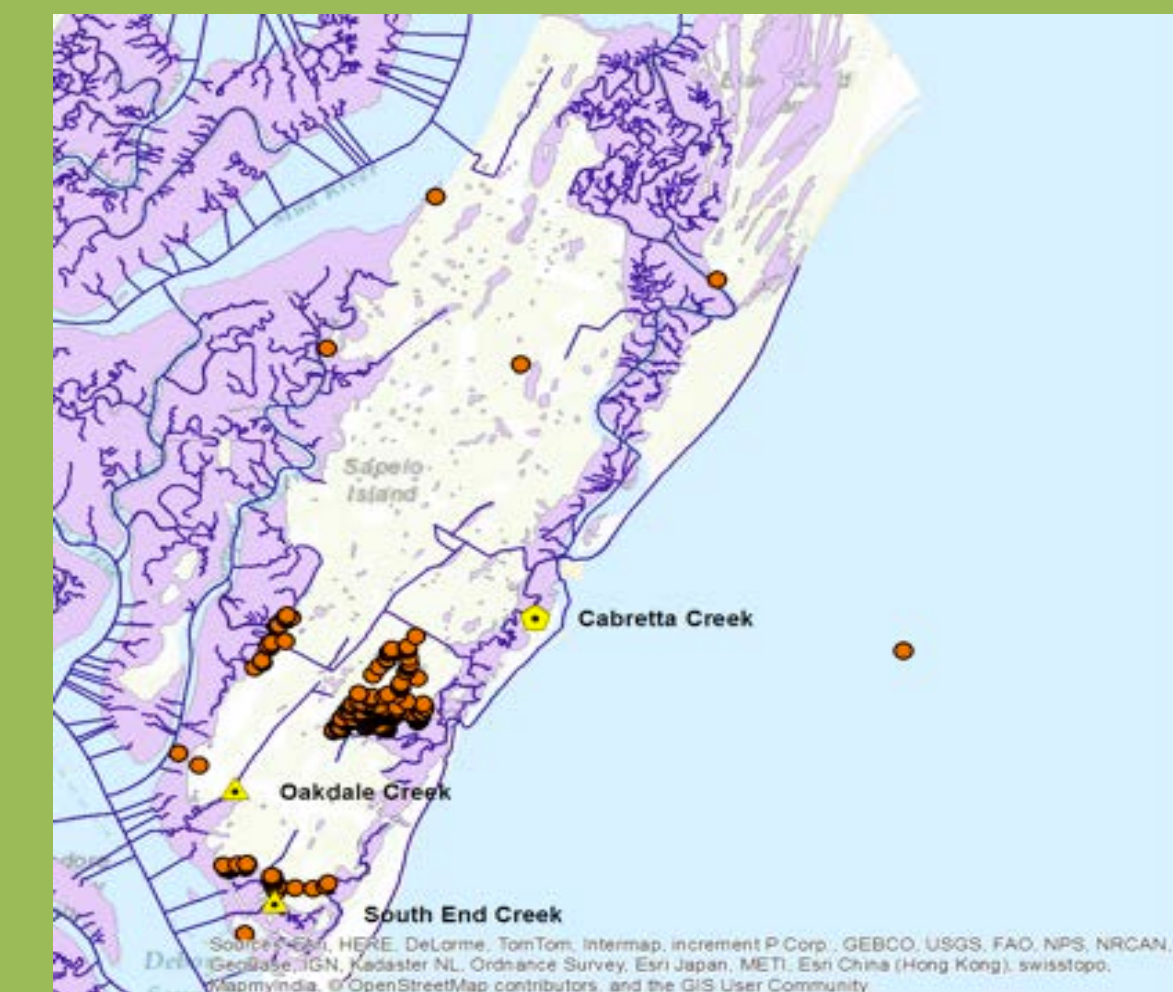 Sapelo
Island
Cabretta Creek
Oakdale Creek
South End Creek
Sources: Esri, HERE, DeLorme, TomTom, Intermap, increment P Corp., GEBCO, USGS, FAO, NPS, NRCAN,
GeoBase, IGN, Kadaster NL, Ordnance Survey, Esri Japan, METI, Esri China (Hong Kong), swisstopo,
MapmyIndia, © OpenStreetMap contributors, and the GIS User Community